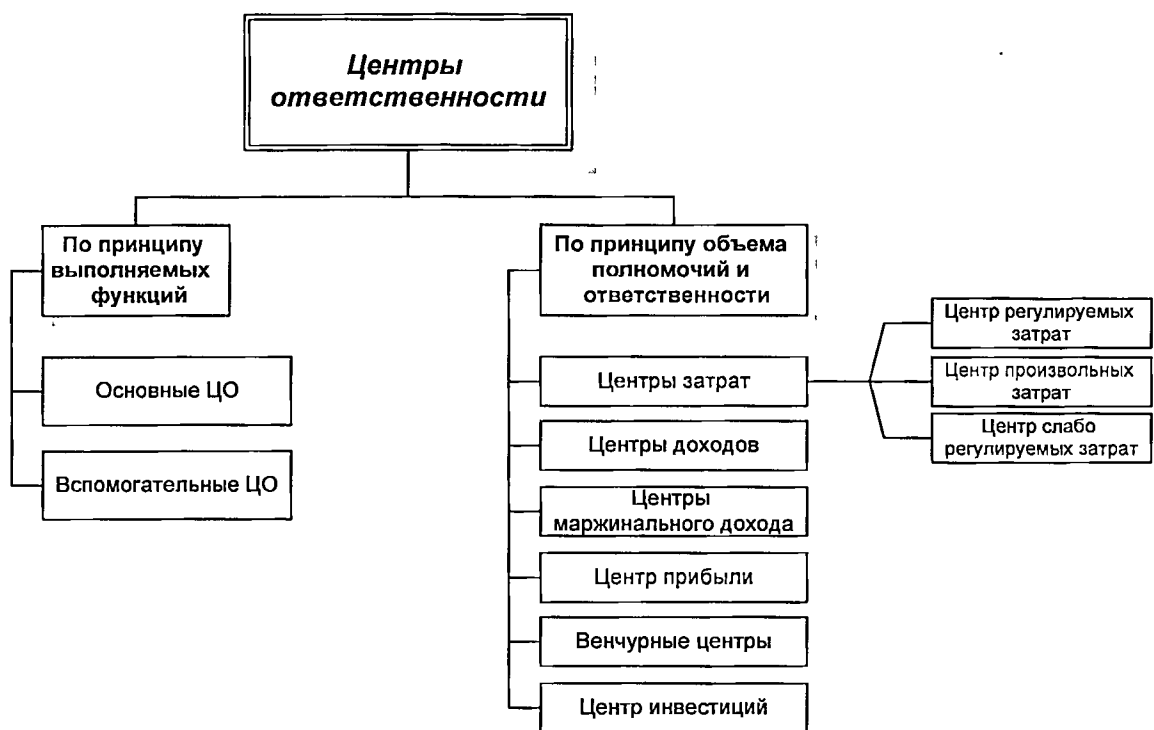 Центры
ответственности
По принципу
выполняемых
функций
Основные ЦО
Вспомогательные ЦО
По принципу объема
полномочий и
ответственности
Центры затрат
Центры доходов
Центры
маржинального дохода
Центр прибыли
Венчурные центры
Центр инвестиций
Центр регулируемых
затрат
Центр произвольных
затрат
Центр слабо
регулируемых затрат